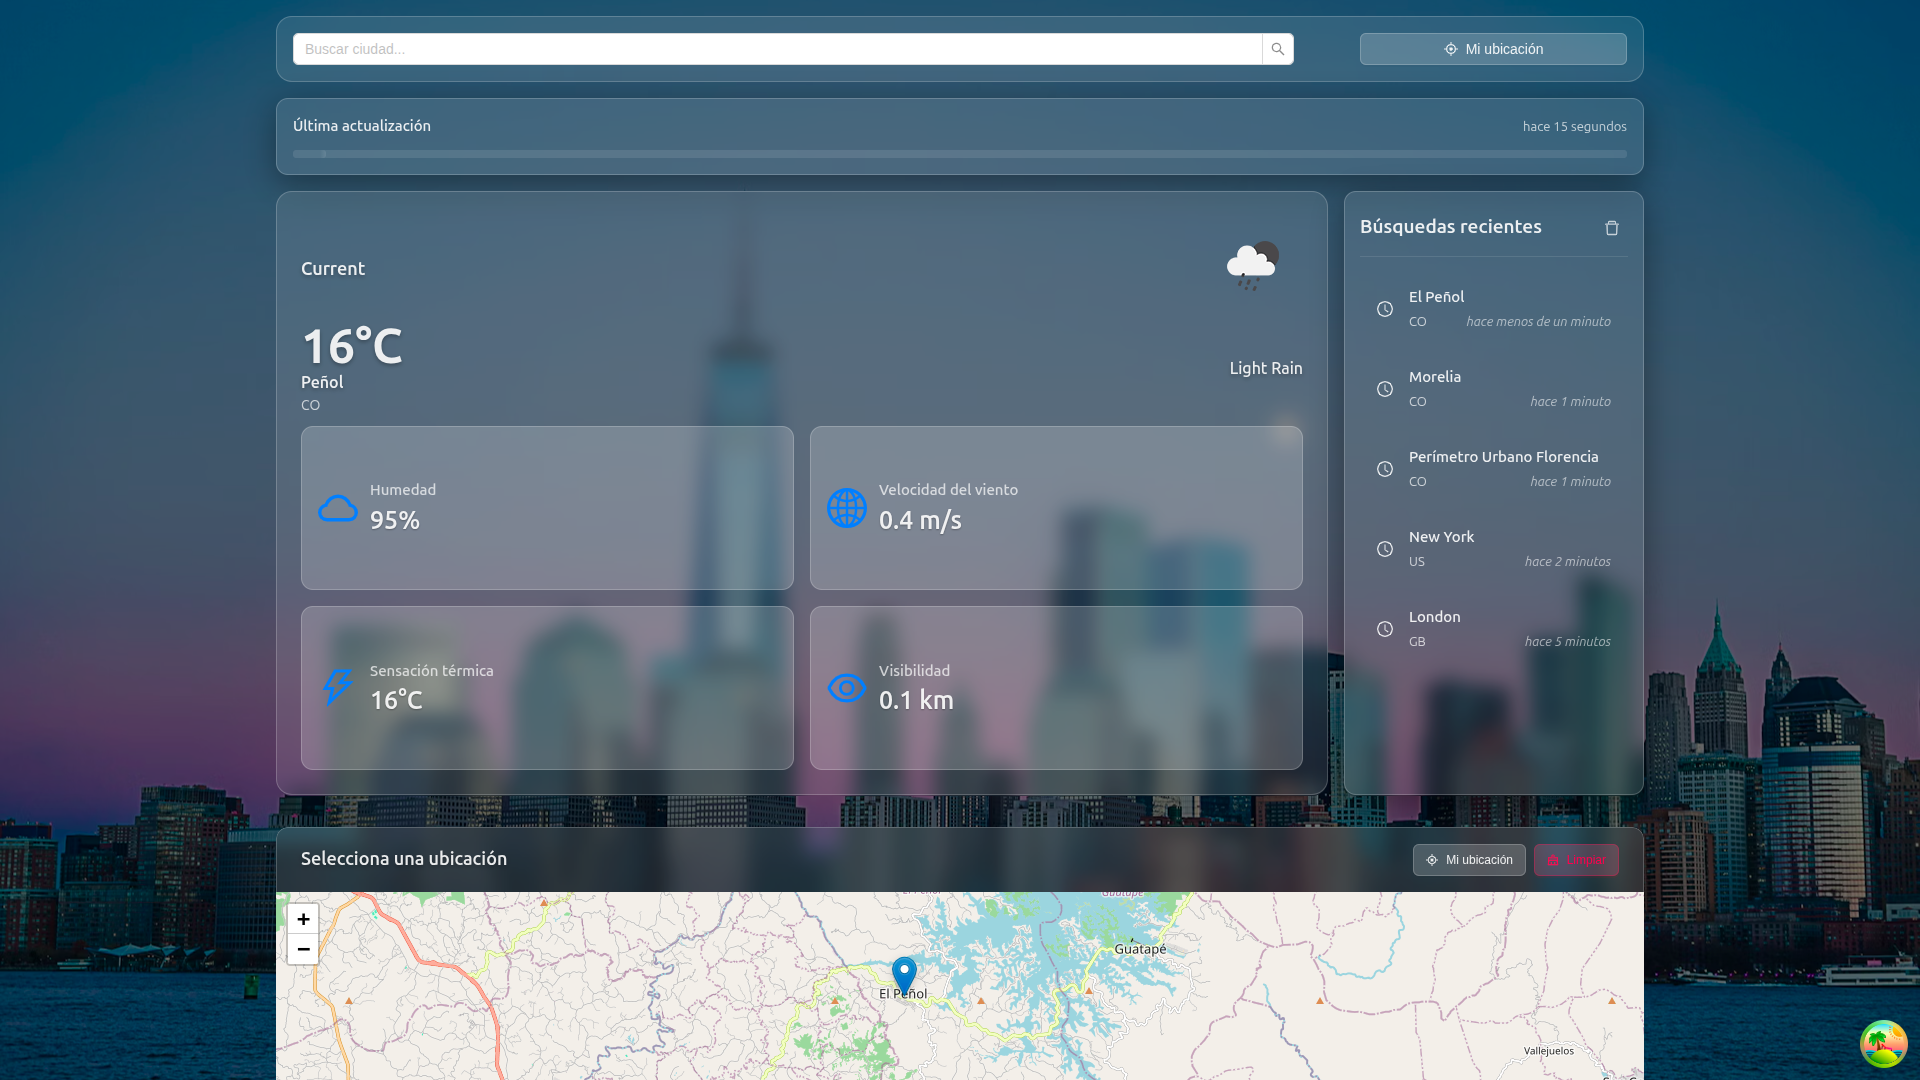 Buscar ciudad...
Mi ubicación
Última actualización
hace 15 segundos
Current
16°C
Peñol
CO
Light Rain
Humedad
95%
Velocidad del viento
0.4 m/s
Sensación térmica
16°C
Visibilidad
0.1 km
Búsquedas recientes
El Peñol
CO hace menos de un minuto
Morelia
CO hace 1 minuto
Perímetro Urbano Florencia
CO hace 1 minuto
New York
US hace 2 minutos
London
GB hace 5 minutos
Selecciona una ubicación
Mi ubicación
Limpiar
+
−
Guatapé
Guatapé
El Peñol
Vallejuelos